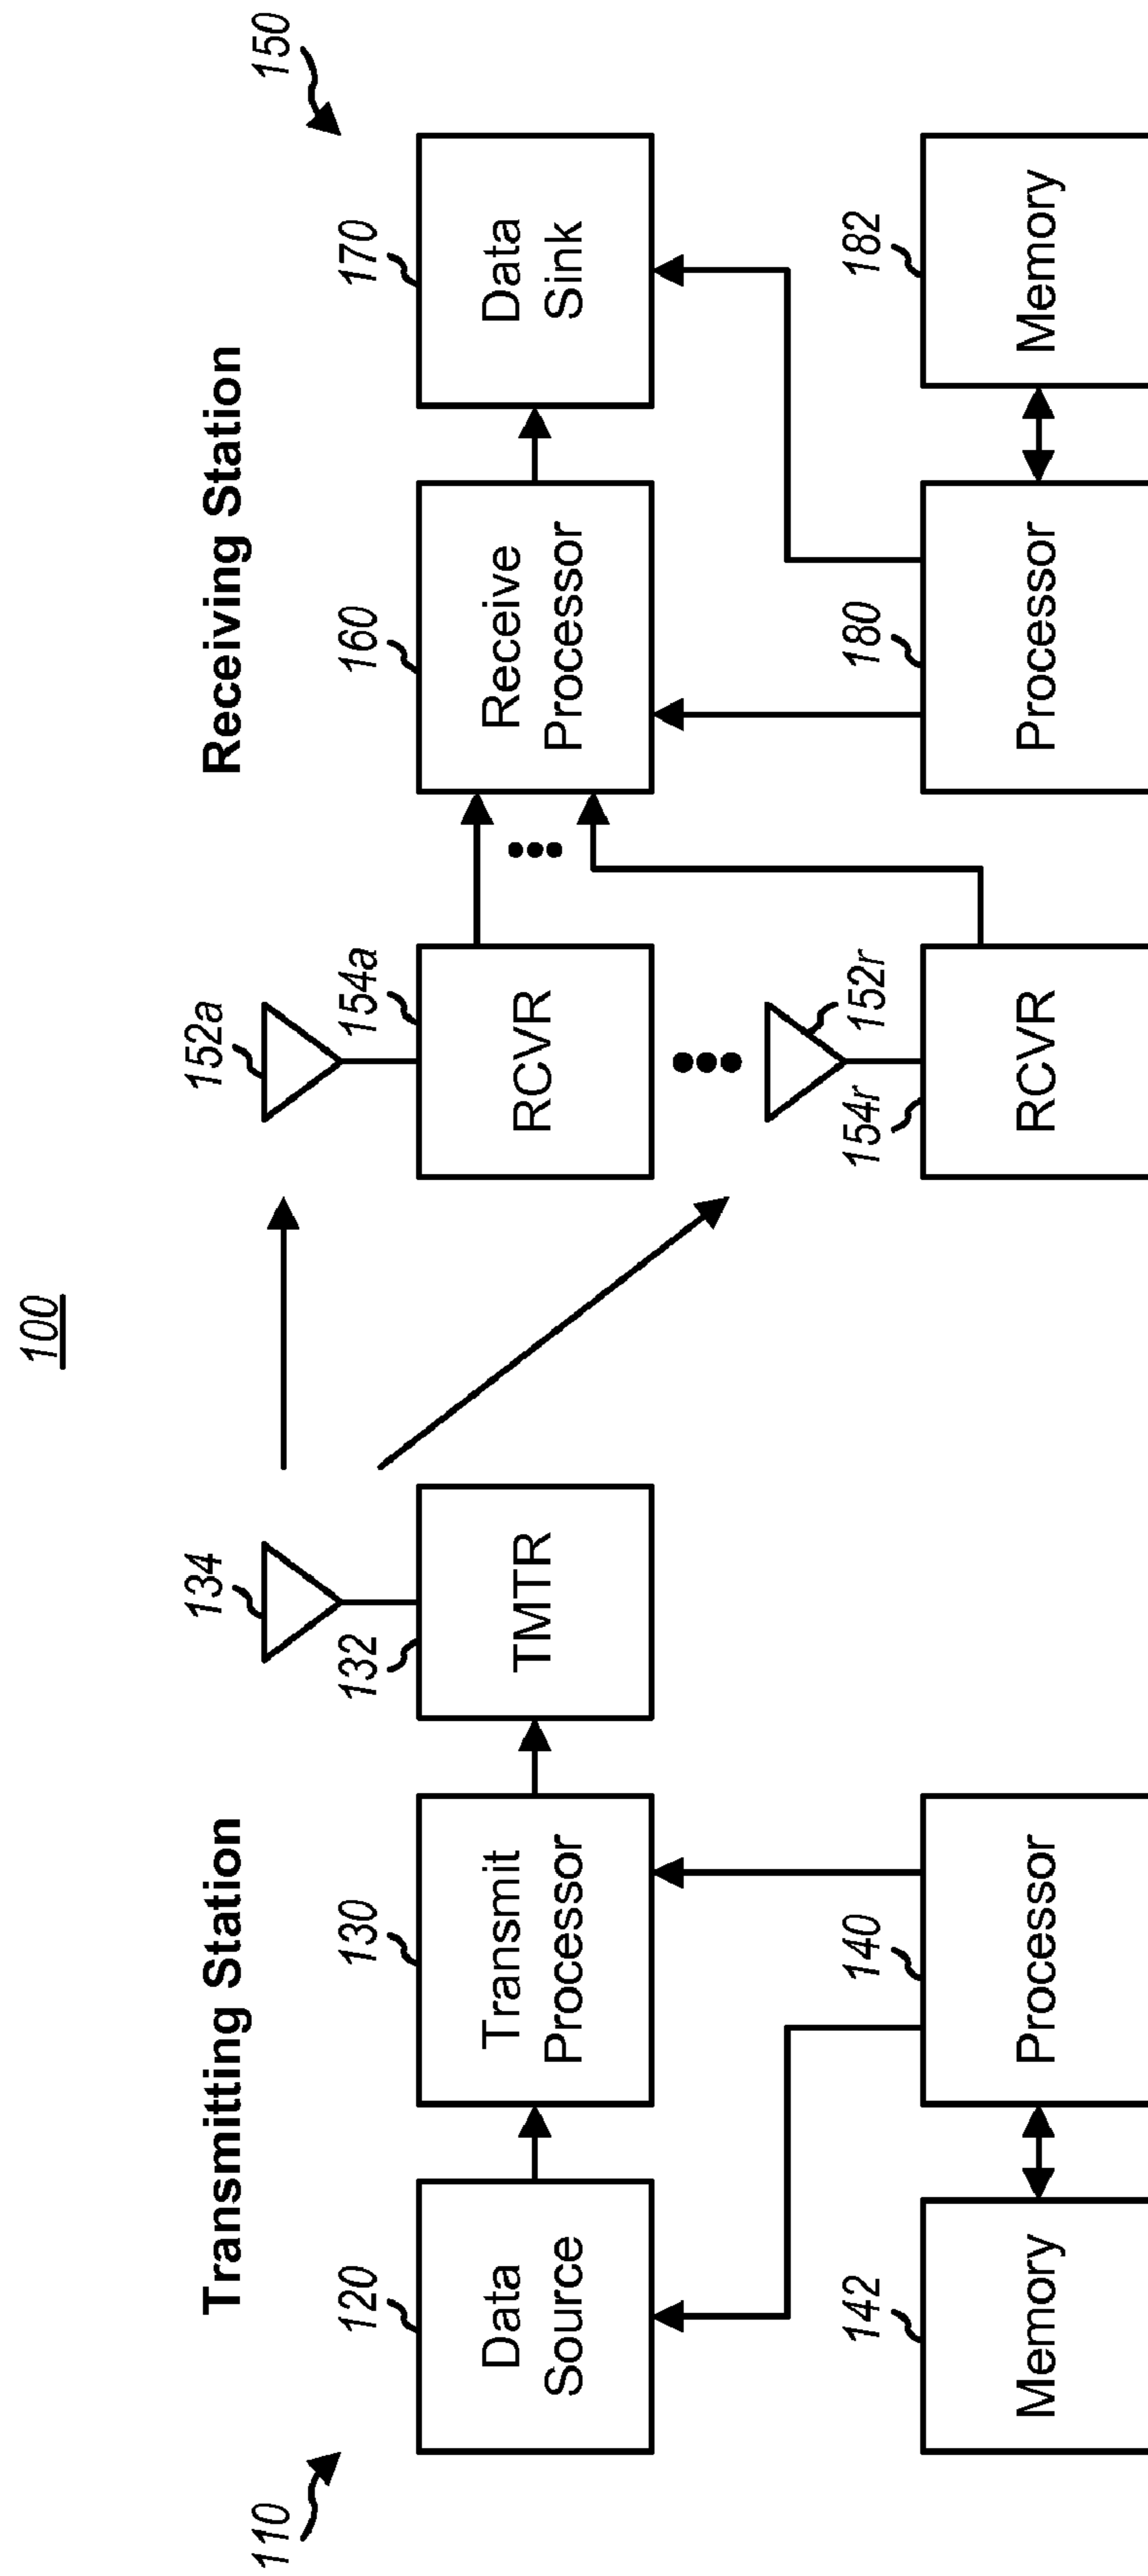 100
Transmitting Station
Receiving Station
110
150
134
152a
120
130
132
154a
160
170
Data
Source
Transmit
Processor
TMTR
RCVR
Receive
Processor
Data
Sink
142
140
154r
152r
180
182
Memory
Processor
RCVR
Processor
Memory